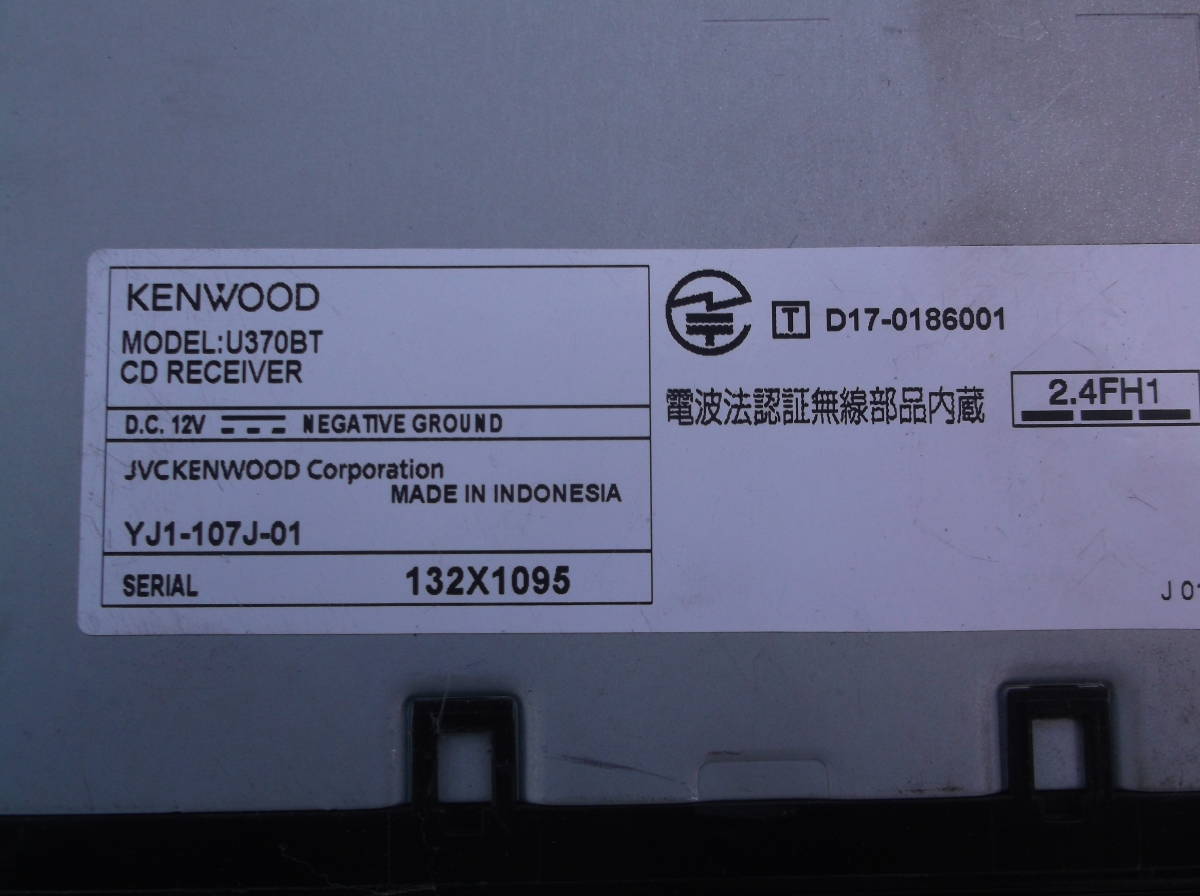 KENWOOD
MODEL:U370BT
CD RECEIVER
D.C. 12V NEGATIVE GROUND
JVCKENWOOD Corporation
MADE IN INDONESIA
YJ1-107J-01
SERIAL 132X1095
T D17-0186001
電波法認証無線部品内蔵
2.4FH1
J 0